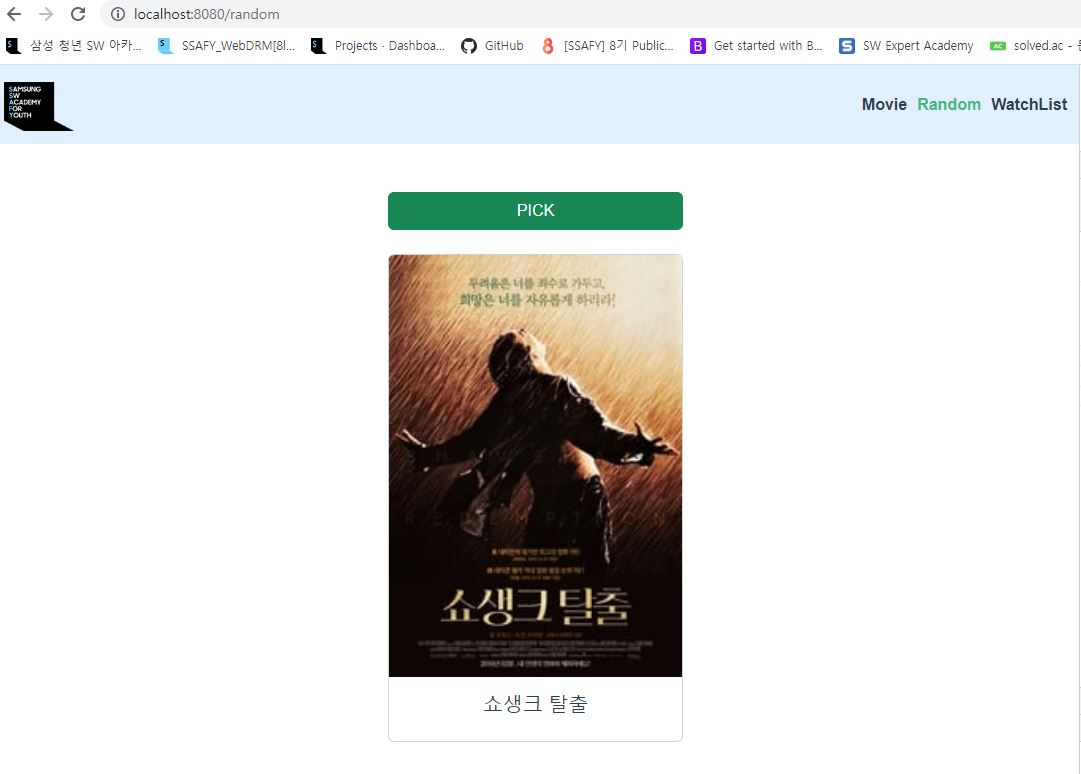 localhost:8080/random
삼성 청년 SW 아카...
SSAFY_WebDRM[8I...
Projects · Dashboa...
GitHub
[SSAFY] 8기 Public...
Get started with B...
SW Expert Academy
solved.ac -
SAMSUNG
SW
ACADEMY
FOR
YOUTH
Movie Random WatchList
PICK
두려움은 너를 죄수로 가두고,
희망은 너를 자유롭게 하리라!
쇼생크 탈출
쇼생크 탈출